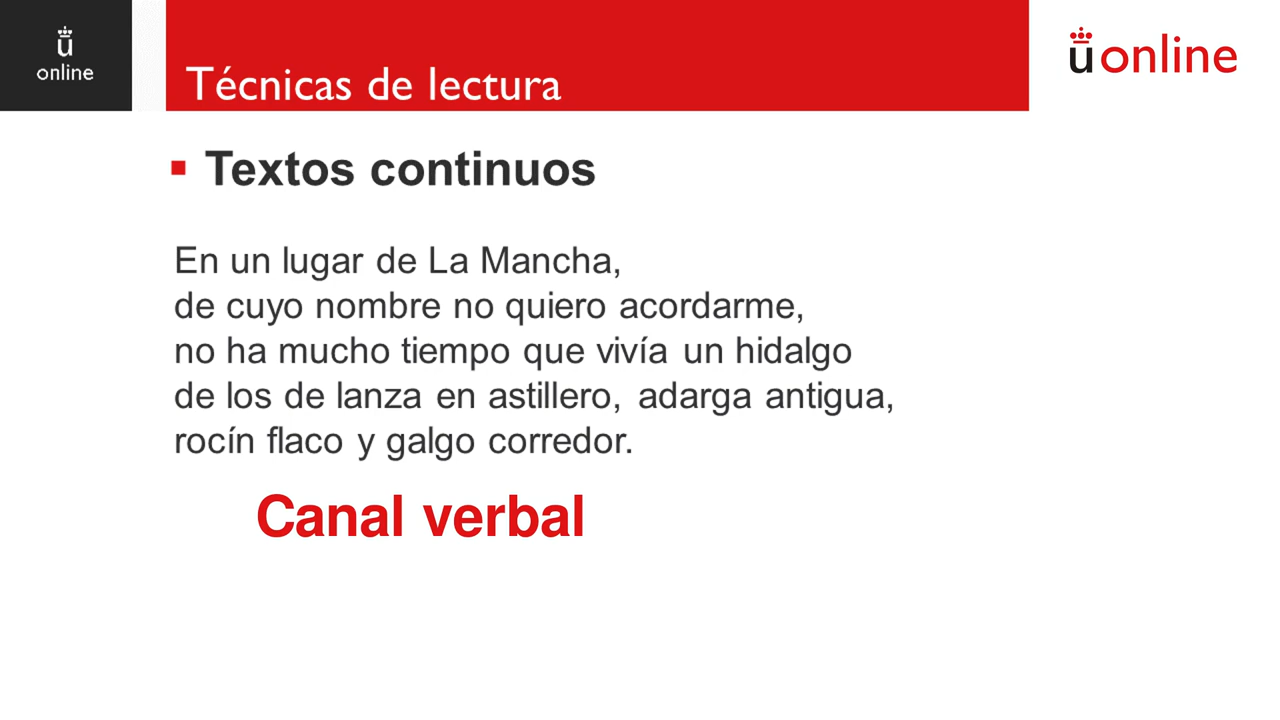 ü
online
Técnicas de lectura
üonline
Textos continuos
En un lugar de La Mancha,
de cuyo nombre no quiero acordarme,
no ha mucho tiempo que vivía un hidalgo
de los de lanza en astillero, adarga antigua,
rocín flaco y galgo corredor.
Canal verbal